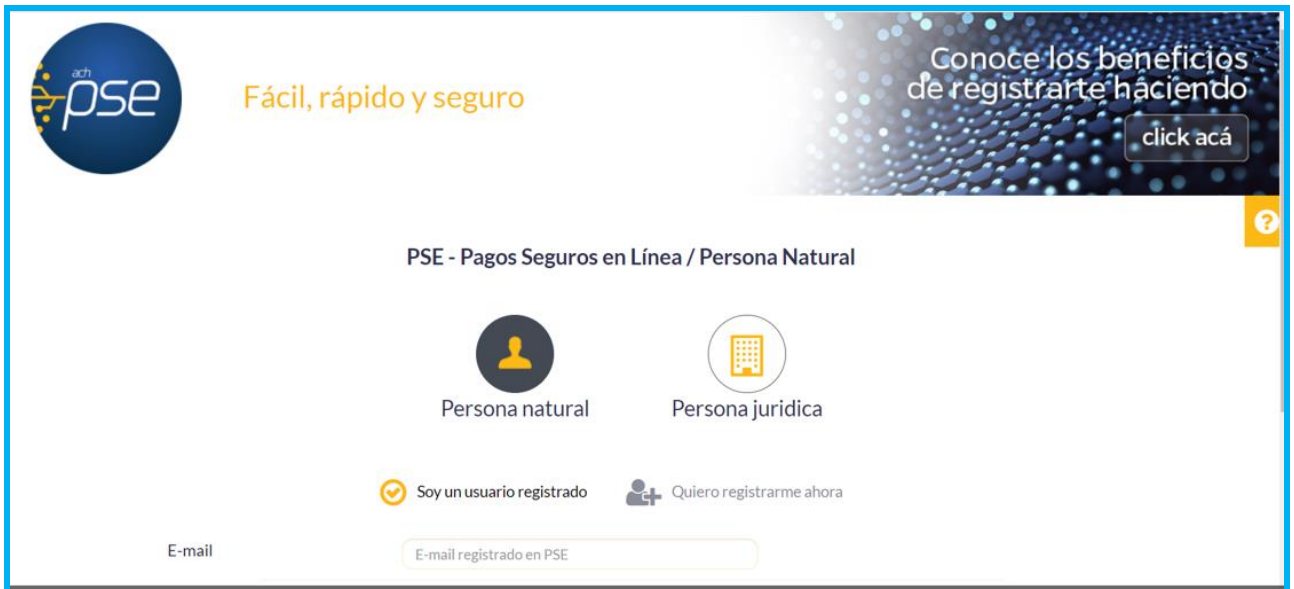 ach
pse
Fácil, rápido y seguro
Conoce los beneficios
de registrarte haciendo
click acá
?
PSE - Pagos Seguros en Línea / Persona Natural
Persona natural
Persona juridica
Soy un usuario registrado
Quiero registrarme ahora
E-mail
E-mail registrado en PSE